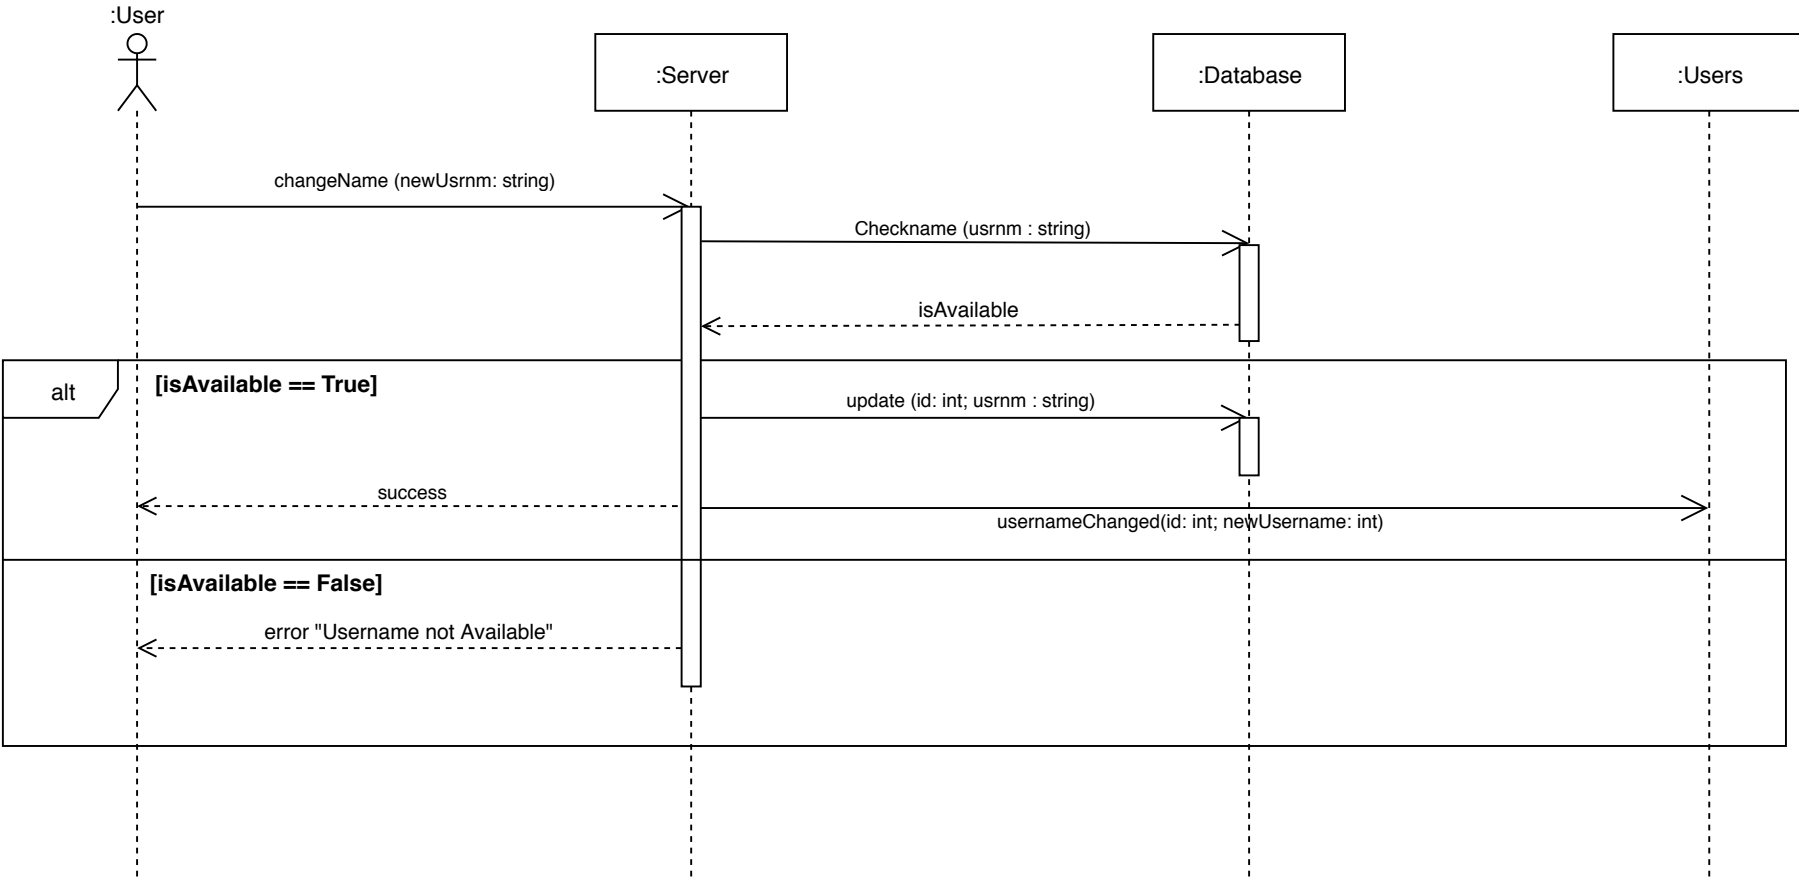 :User
:Server
:Database
:Users
changeName (newUsrnm: string)
Checkname (usrnm : string)
isAvailable
alt
[isAvailable == True]
update (id: int; usrnm : string)
success
usernameChanged(id: int; newUsername: int)
[isAvailable == False]
error "Username not Available"